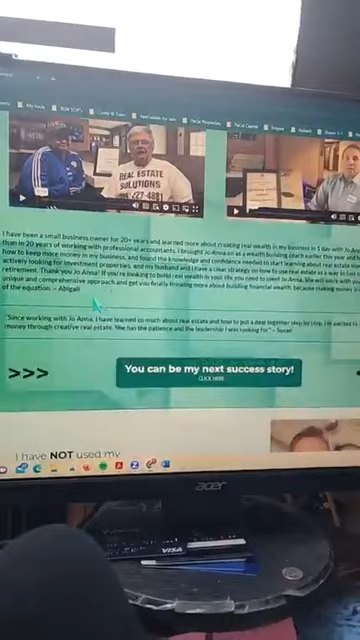 REAL ESTATE
SOLUTIONS
I have been a small business owner for 20+ years and learned more about creating real wealth in my business in 1 day with Jo Ann
than in 20 years of working with professional accountants. I brought Jo Anna on as a wealth building coach earlier this year and
how to keep more money in my business, and found the knowledge and confidence needed to start learning about real estate
actively looking for investment properties, and my husband and I have a clear strategy on how to use real estate as a way to
retirement. Thank you Jo Anna! If you're looking to build real wealth in your life you need to know Jo Anna. She will work with
unique and comprehensive approach and get you finally thinking more about building financial wealth, because making money is
of the equation. - Abigail
"Since working with Jo Anna, I have learned so much about real estate and how to put a deal together step by step. I'm excited to
money through creative real estate. She has the patience and the leadership I was looking for." - Susan
>>>
You can be my next success story!
CLICK HERE
I have NOT used my
acer
VISA